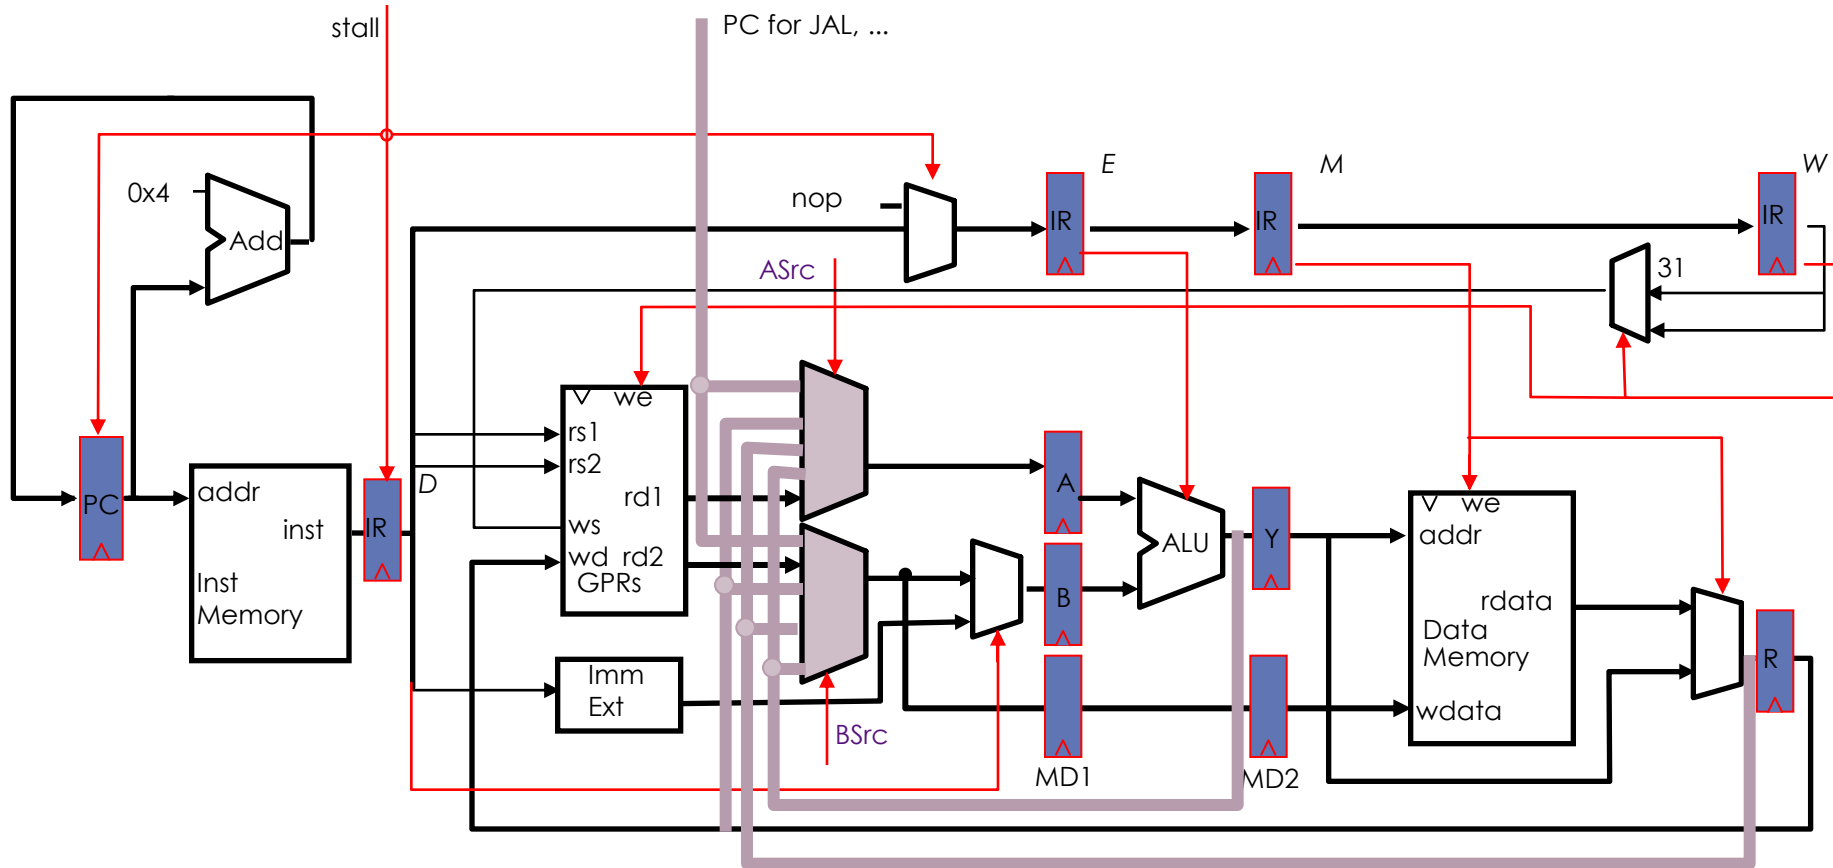 stall
PC for JAL, ...
E
M
W
0x4
nop
IR
IR
IR
Add
ASrc
31
we
rs1
rs2
D
A
addr
PC
rd1
we
inst
IR
ws
ALU
Y
addr
wd rd2
GPRs
Inst
Memory
B
rdata
Data
Memory
Imm
Ext
R
wdata
BSrc
MD1
MD2